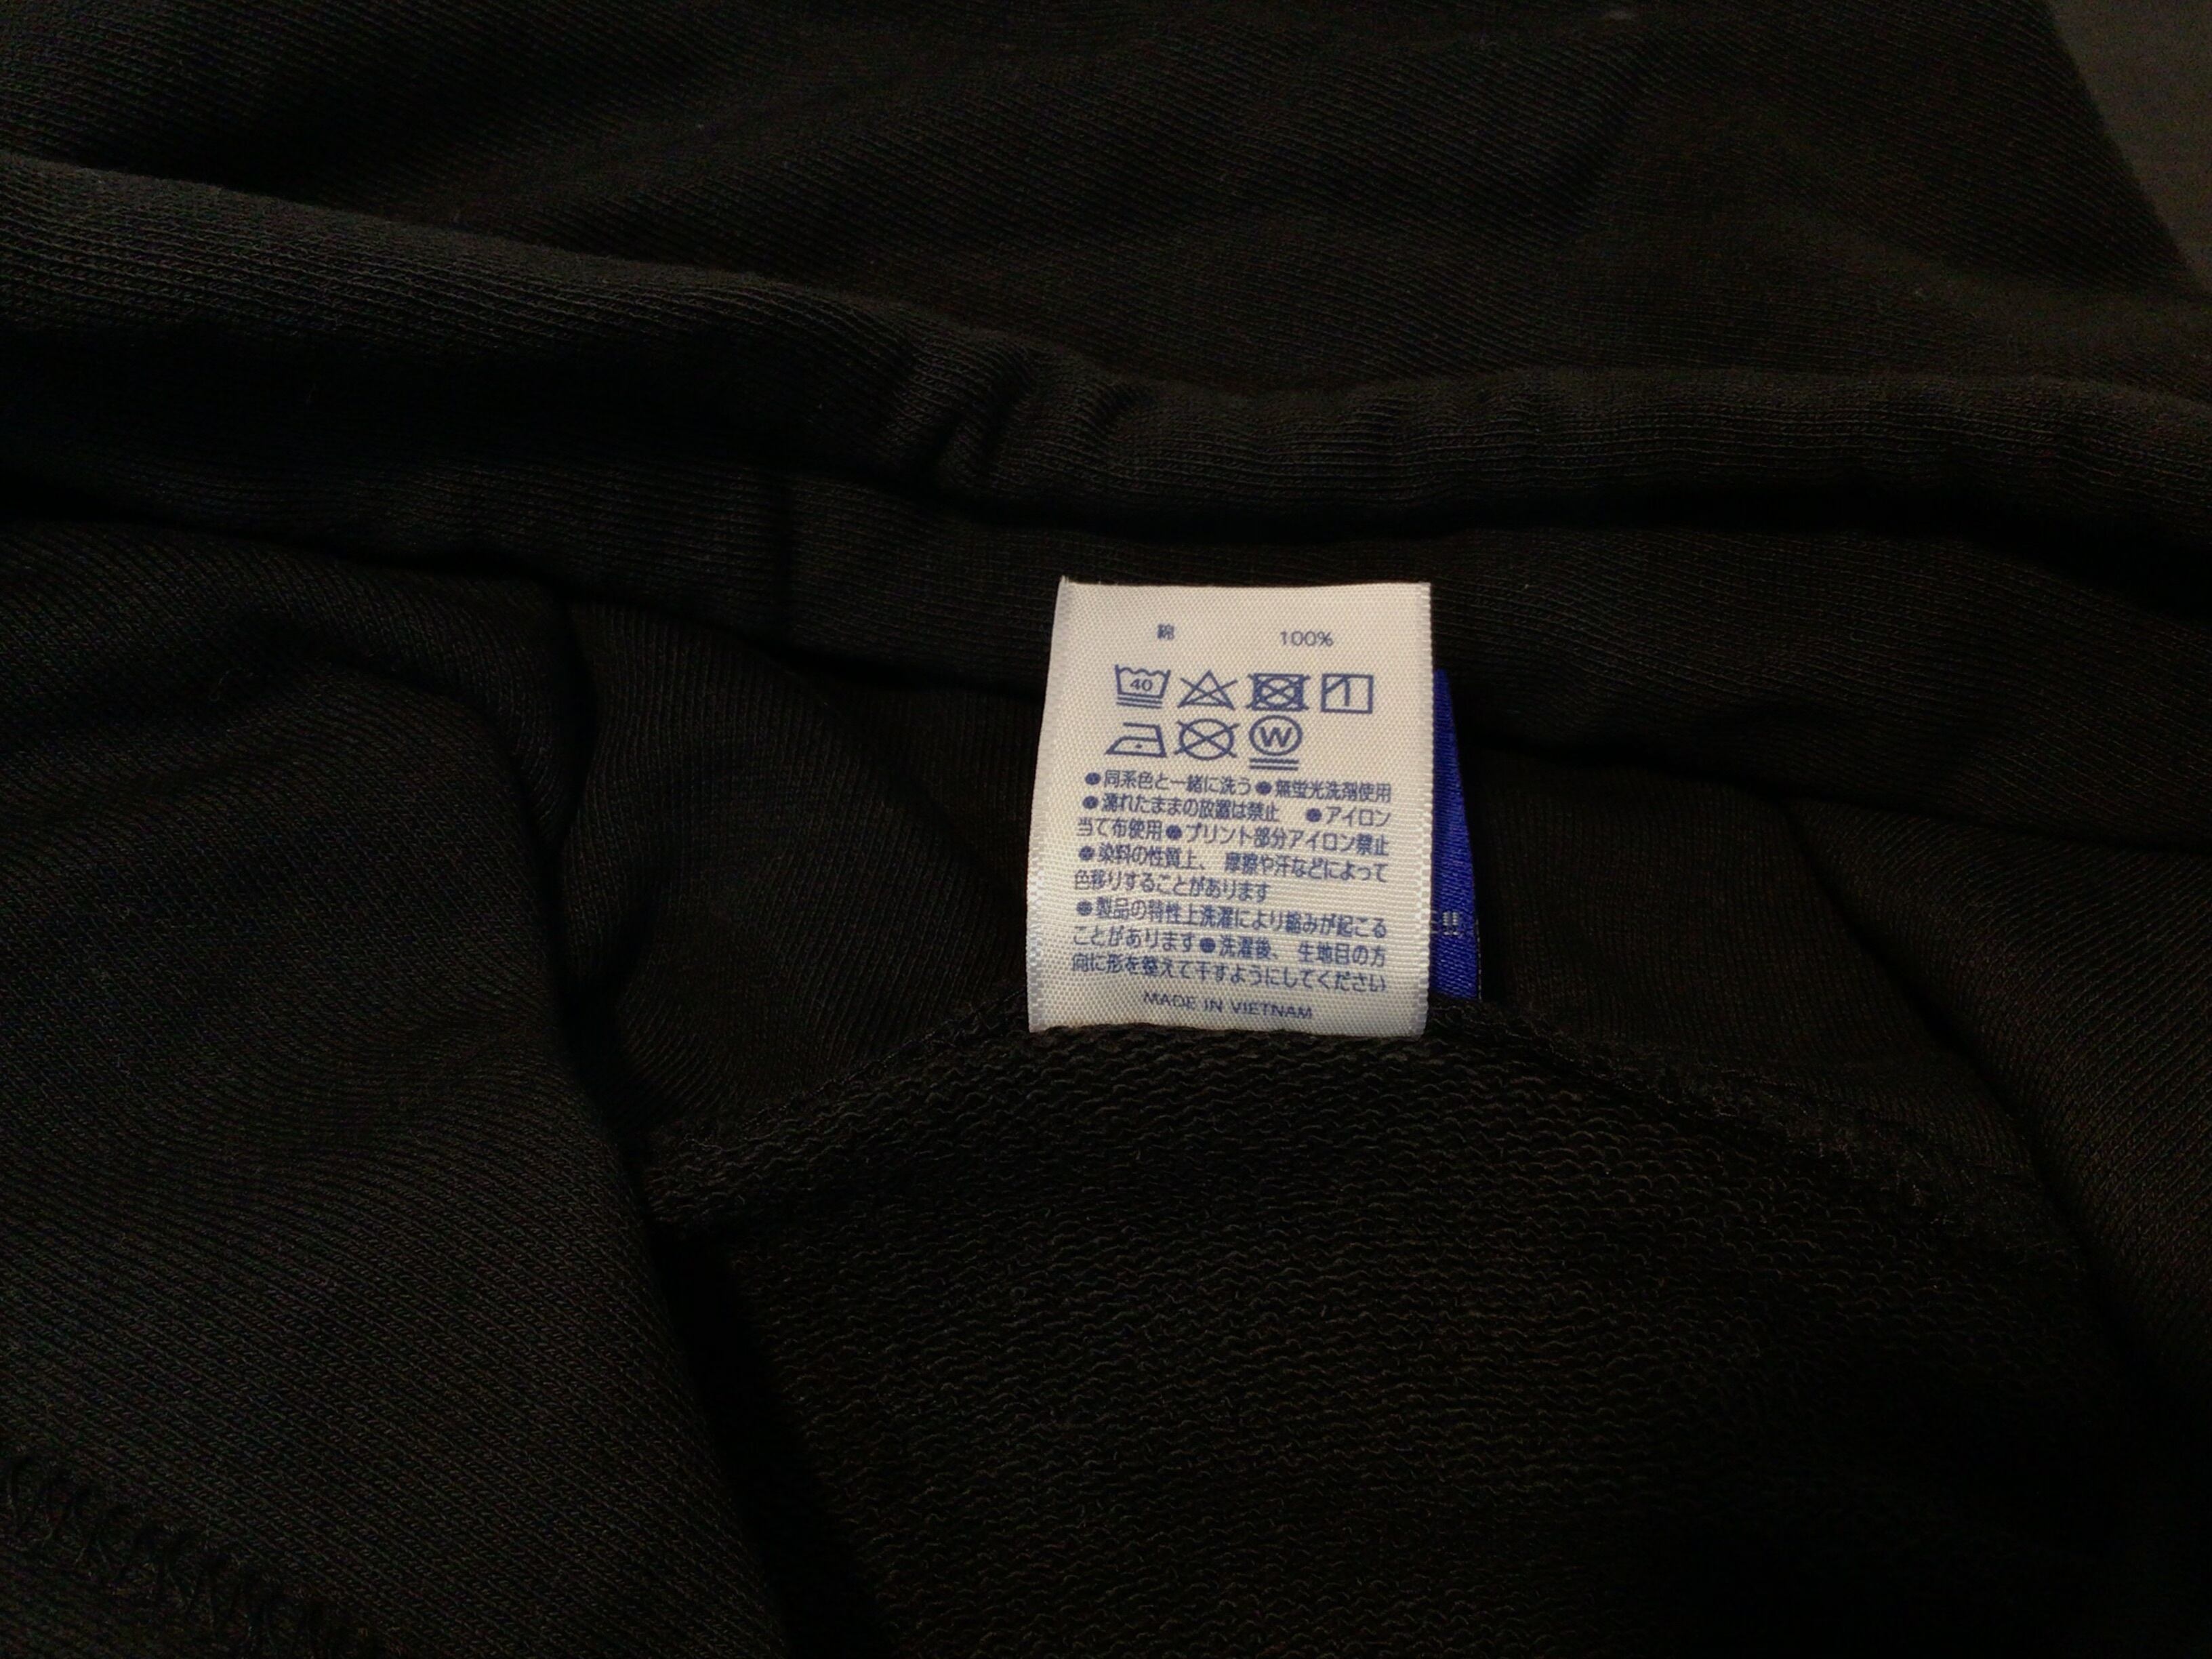 綿 100%
40
W
●同系色と一緒に洗う●無蛍光洗剤使用
●濡れたままの放置は禁止 ●アイロン
当て布使用●プリント部分アイロン禁止
●染料の性質上、摩擦や汗などによって
色移りすることがあります
●製品の特性上洗濯により縮みが起こる
ことがあります●洗濯後、生地目の方
向に形を整えて干すようにしてください
MADE IN VIETNAM